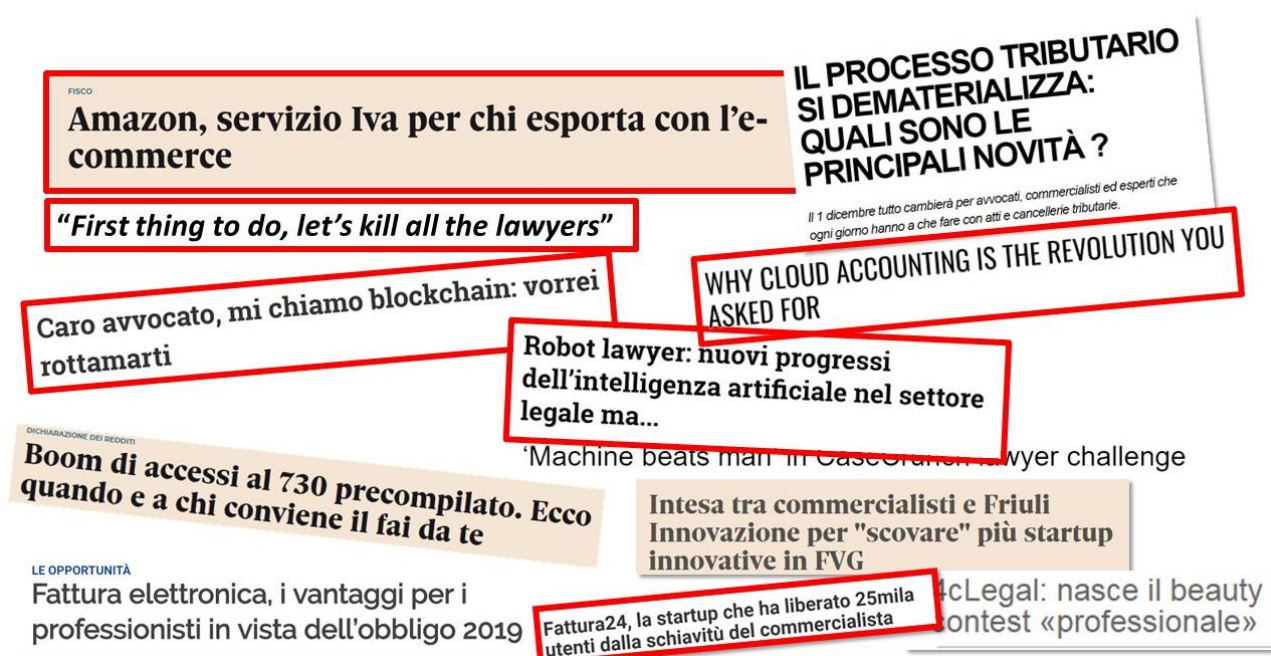 FISCO
Amazon, servizio Iva per chi esporta con l'e-
commerce
IL PROCESSO TRIBUTARIO
SI DEMATERIALIZZA:
QUALI SONO LE
PRINCIPALI NOVITÀ ?
Il 1 dicembre tutto cambierà per avvocati, commercialisti ed esperti che
ogni giorno hanno a che fare con atti e cancellerie tributarie.
“First thing to do, let’s kill all the lawyers”
WHY CLOUD ACCOUNTING IS THE REVOLUTION YOU
ASKED FOR
Caro avvocato, mi chiamo blockchain: vorrei
rottamarti
Robot lawyer: nuovi progressi
dell'intelligenza artificiale nel settore
legale ma...
'Machine beats man' in CaseCrunch lawyer challenge
DICHIARAZIONE DEI REDDITI
Boom di accessi al 730 precompilato. Ecco
quando e a chi conviene il fai da te
Intesa tra commercialisti e Friuli
Innovazione per "scovare" più startup
innovative in FVG
LE OPPORTUNITÀ
Fattura elettronica, i vantaggi per i
professionisti in vista dell'obbligo 2019
Fattura24, la startup che ha liberato 25mila
utenti dalla schiavitù del commercialista
4cLegal: nasce il beauty
contest «professionale»